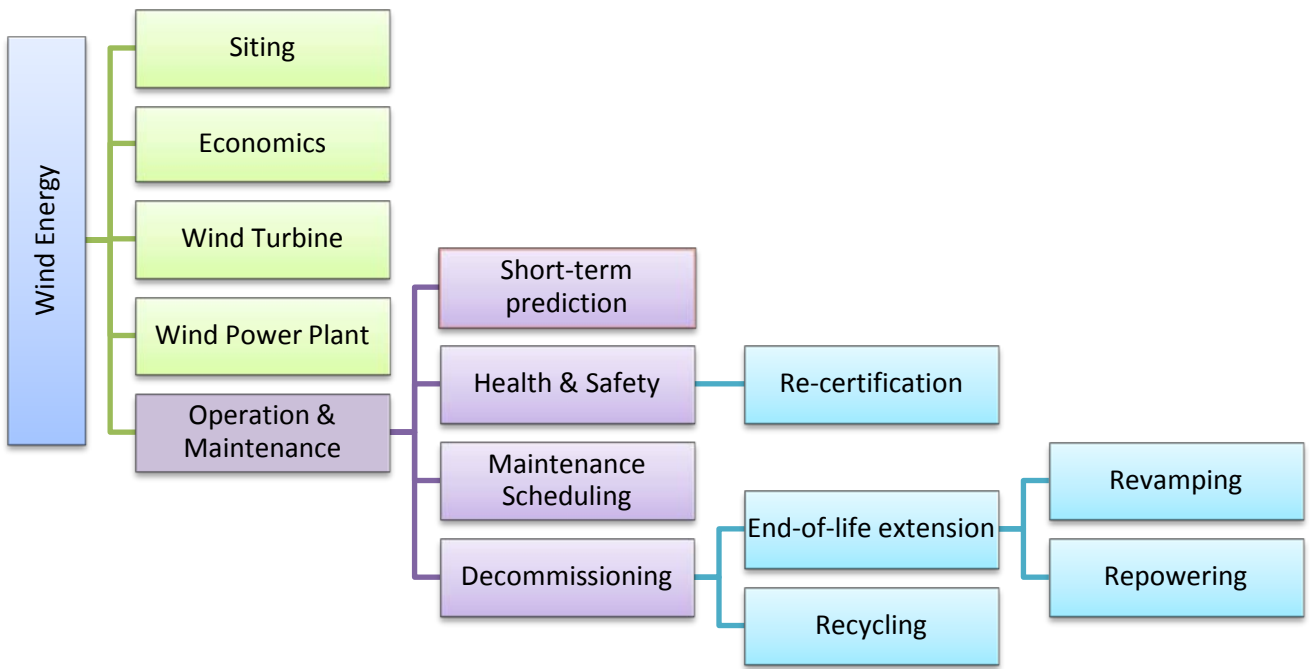 Wind Energy
Siting
Economics
Wind Turbine
Wind Power Plant
Operation &
Maintenance
Short-term
prediction
Health & Safety
Maintenance
Scheduling
Decommissioning
Re-certification
End-of-life extension
Recycling
Revamping
Repowering